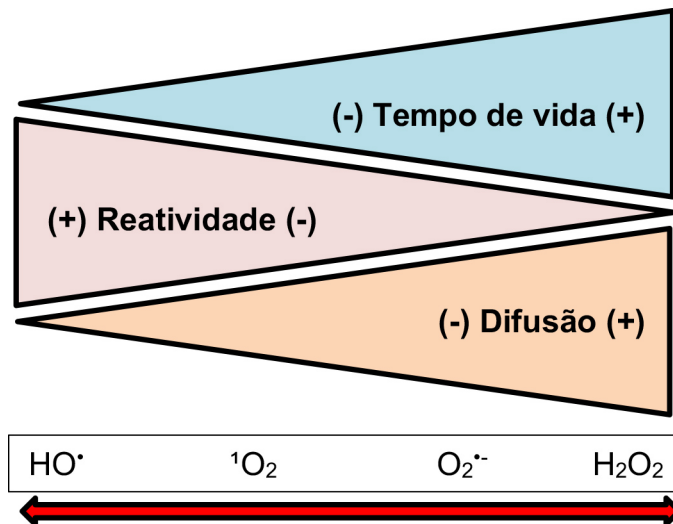 (-) Tempo de vida (+)
(+) Reatividade (-)
(-) Difusão (+)
HO• ¹O₂ O₂•⁻ H₂O₂